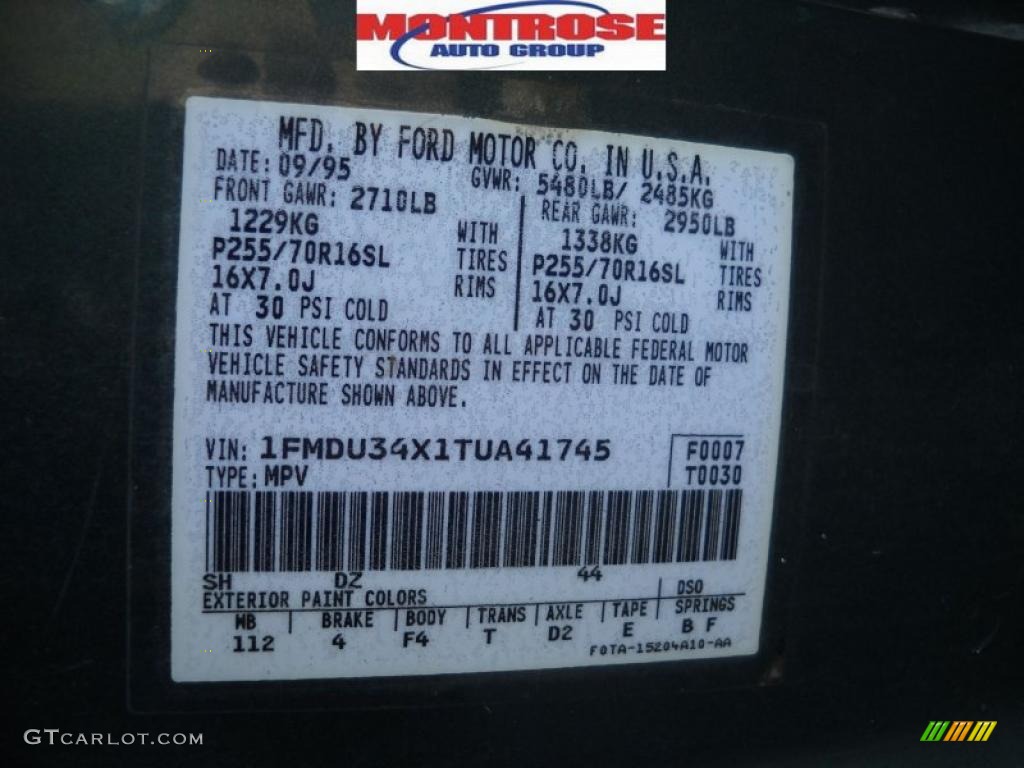 MONTROSE
AUTO GROUP
MFD. BY FORD MOTOR CO. IN U.S.A.
DATE: 09/95 GVWR: 5480LB/ 2485KG
FRONT GAWR: 2710LB REAR GAWR: 2950LB
1229KG WITH 1338KG WITH
P255/70R16SL TIRES P255/70R16SL TIRES
16X7.0J RIMS 16X7.0J RIMS
AT 30 PSI COLD AT 30 PSI COLD
THIS VEHICLE CONFORMS TO ALL APPLICABLE FEDERAL MOTOR
VEHICLE SAFETY STANDARDS IN EFFECT ON THE DATE OF
MANUFACTURE SHOWN ABOVE.
VIN: 1FMDU34X1TUA41745 F0007
TYPE: MPV T0030
SH DZ 44
EXTERIOR PAINT COLORS DSO
WB BRAKE BODY TRANS AXLE TAPE SPRINGS
112 4 F4 T D2 E B F
F0TA-15204A10-AA
GTCARLOT.COM